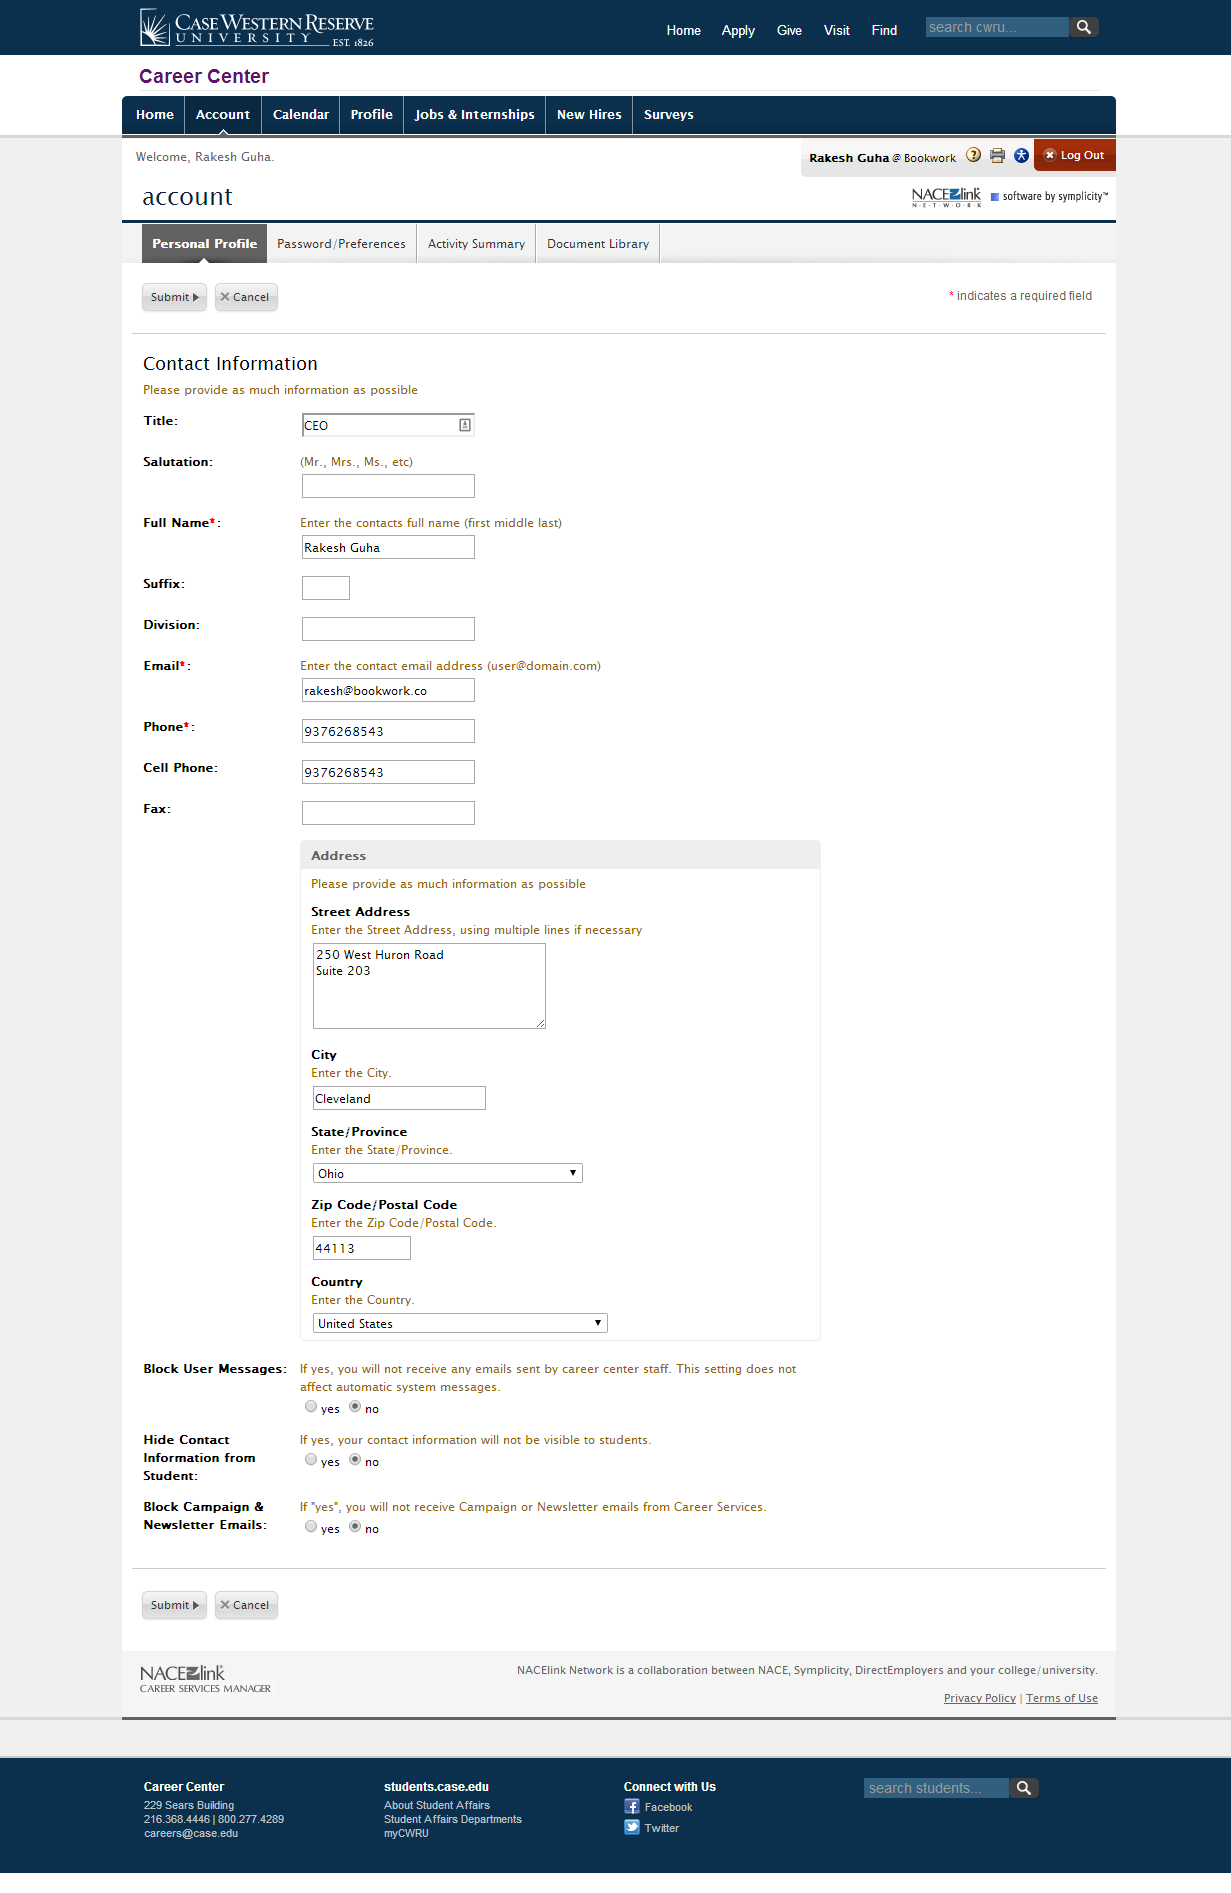 CASE WESTERN RESERVE
UNIVERSITY EST. 1826
Home Apply Give Visit Find search cwru...
Career Center
Home Account Calendar Profile Jobs & Internships New Hires Surveys
Welcome, Rakesh Guha.
Rakesh Guha @ Bookwork ? Log Out
account
NACElink
NETWORK
software by symplicity™
Personal Profile Password/Preferences Activity Summary Document Library
Submit Cancel
* indicates a required field
Contact Information
Please provide as much information as possible
Title:
CEO
Salutation:
(Mr., Mrs., Ms., etc)
Full Name*:
Enter the contacts full name (first middle last)
Rakesh Guha
Suffix:
Division:
Email*:
Enter the contact email address (user@domain.com)
rakesh@bookwork.co
Phone*:
9376268543
Cell Phone:
9376268543
Fax:
Address
Please provide as much information as possible
Street Address
Enter the Street Address, using multiple lines if necessary
250 West Huron Road
Suite 203
City
Enter the City.
Cleveland
State/Province
Enter the State/Province.
Ohio
Zip Code/Postal Code
Enter the Zip Code/Postal Code.
44113
Country
Enter the Country.
United States
Block User Messages:
If yes, you will not receive any emails sent by career center staff. This setting does not
affect automatic system messages.
yes no
Hide Contact
Information from
Student:
If yes, your contact information will not be visible to students.
yes no
Block Campaign &
Newsletter Emails:
If "yes", you will not receive Campaign or Newsletter emails from Career Services.
yes no
Submit Cancel
NACElink
CAREER SERVICES MANAGER
NACElink Network is a collaboration between NACE, Symplicity, DirectEmployers and your college/university.
Privacy Policy | Terms of Use
Career Center
229 Sears Building
216.368.4446 | 800.277.4289
careers@case.edu
students.case.edu
About Student Affairs
Student Affairs Departments
myCWRU
Connect with Us
Facebook
Twitter
search students...